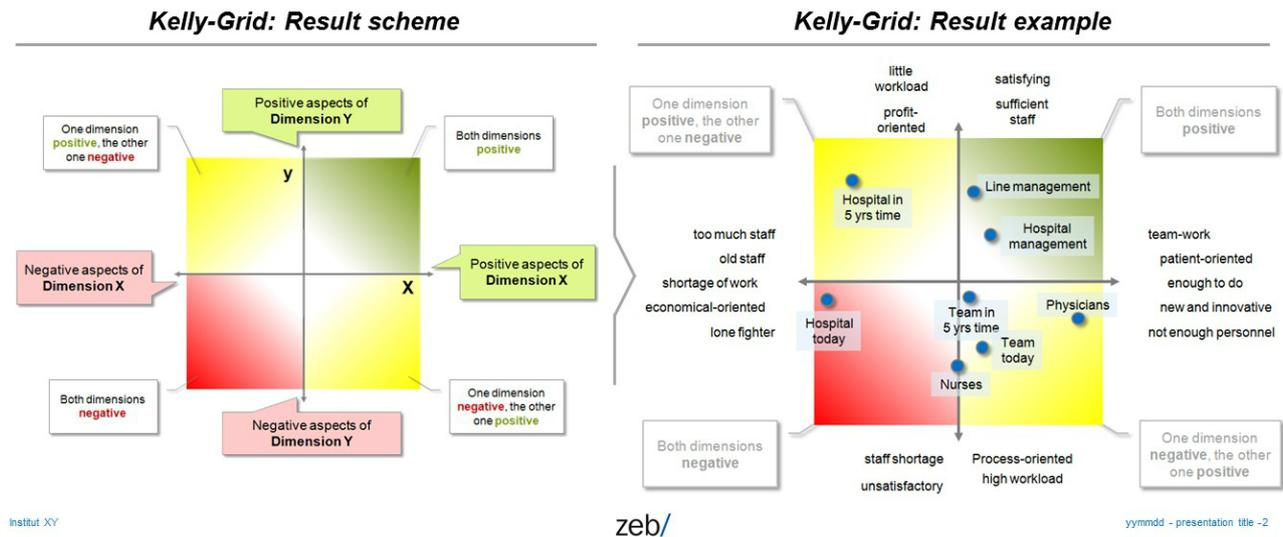 Kelly-Grid: Result scheme
Positive aspects of
Dimension Y
One dimension
positive, the other
one negative
Both dimensions
positive
y
Negative aspects of
Dimension X
Positive aspects of
Dimension X
X
Both dimensions
negative
Negative aspects of
Dimension Y
One dimension
negative, the other
one positive
Kelly-Grid: Result example
little
workload
profit-
oriented
satisfying
sufficient
staff
One dimension
positive, the other
one negative
Both dimensions
positive
Hospital in
5 yrs time
Line management
Hospital
management
too much staff
old staff
shortage of work
economical-oriented
lone fighter
team-work
patient-oriented
enough to do
new and innovative
not enough personnel
Hospital
today
Team in
5 yrs time
Physicians
Team
today
Nurses
Both dimensions
negative
staff shortage
unsatisfactory
Process-oriented
high workload
One dimension
negative, the other
one positive
Institut XY
zeb/
yymmdd - presentation title -2